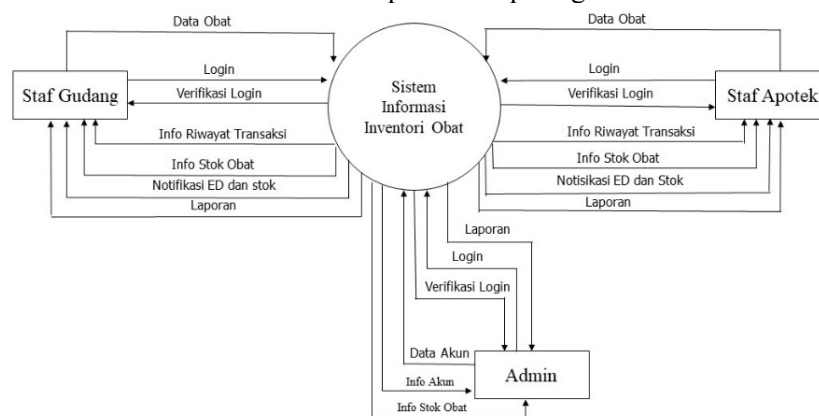 Data Obat
Data Obat
Login
Login
Staf Gudang
Sistem
Informasi
Inventori Obat
Staf Apotek
Verifikasi Login
Verifikasi Login
Info Riwayat Transaksi
Info Riwayat Transaksi
Info Stok Obat
Info Stok Obat
Notifikasi ED dan stok
Notisikasi ED dan Stok
Laporan
Laporan
Laporan
Login
Verifikasi Login
Data Akun
Admin
Info Akun
Info Stok Obat